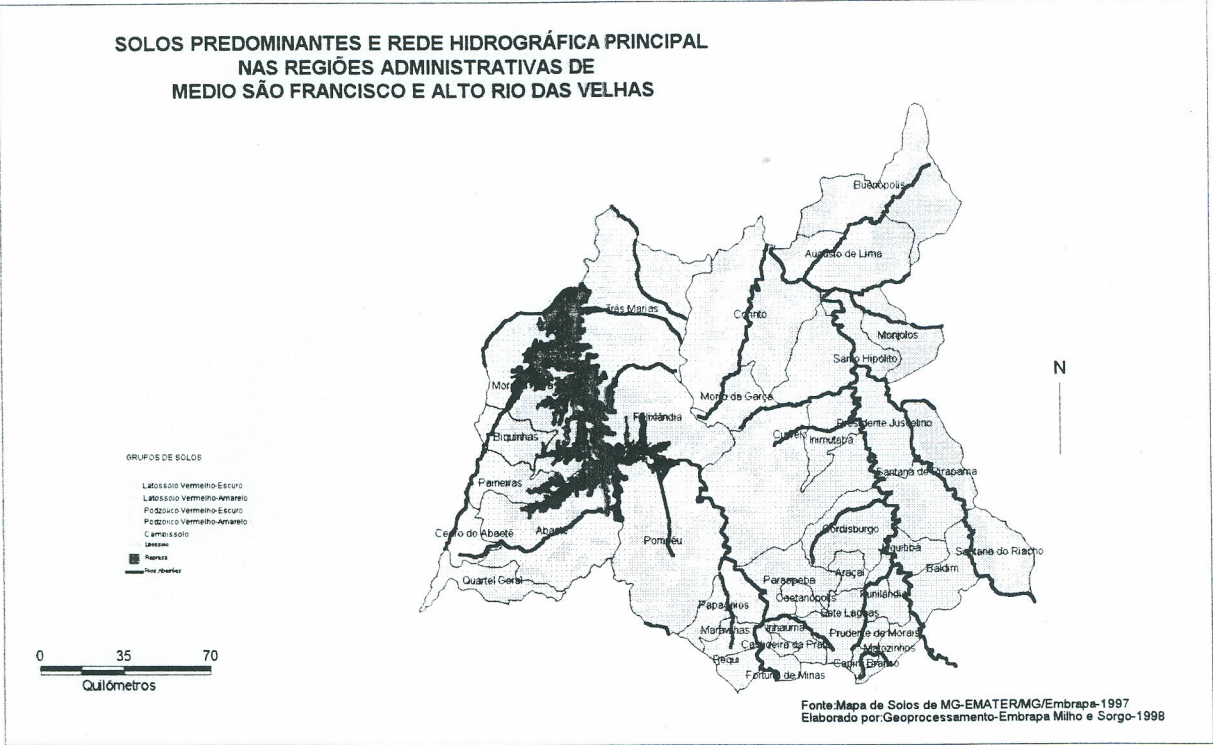 SOLOS PREDOMINANTES E REDE HIDROGRÁFICA PRINCIPAL
NAS REGIÕES ADMINISTRATIVAS DE
MEDIO SÃO FRANCISCO E ALTO RIO DAS VELHAS
Buenópolis
Augusto de Lima
Três Marias
Corinto
Monjolos
Santo Hipólito
N
Morro da Garça
Felixlândia
Presidente Juscelino
Biquinhas
Inimutaba
Santana de Pirapama
GRUPOS DE SOLOS
Paineiras
Latossolo Vermelho-Escuro
Latossolo Vermelho-Amarelo
Podzolico Vermelho-Escuro
Podzolico Vermelho-Amarelo
Cambissolo
Represa
Cordisburgo
Cedro do Abaeté
Abaeté
Pompéu
Santana do Riacho
Baldim
Araçaí
Quartel Geral
Paraopeba
Caetanópolis
Funilândia
Papagaios
Sete Lagoas
Maravilhas
Inhaúma
Prudente de Morais
Cachoeira da Prata
Matozinhos
Pequi
Capim Branco
Fortuna de Minas
0 35 70
Quilômetros
Fonte:Mapa de Solos de MG-EMATER/MG/Embrapa-1997
Elaborado por:Geoprocessamento-Embrapa Milho e Sorgo-1998